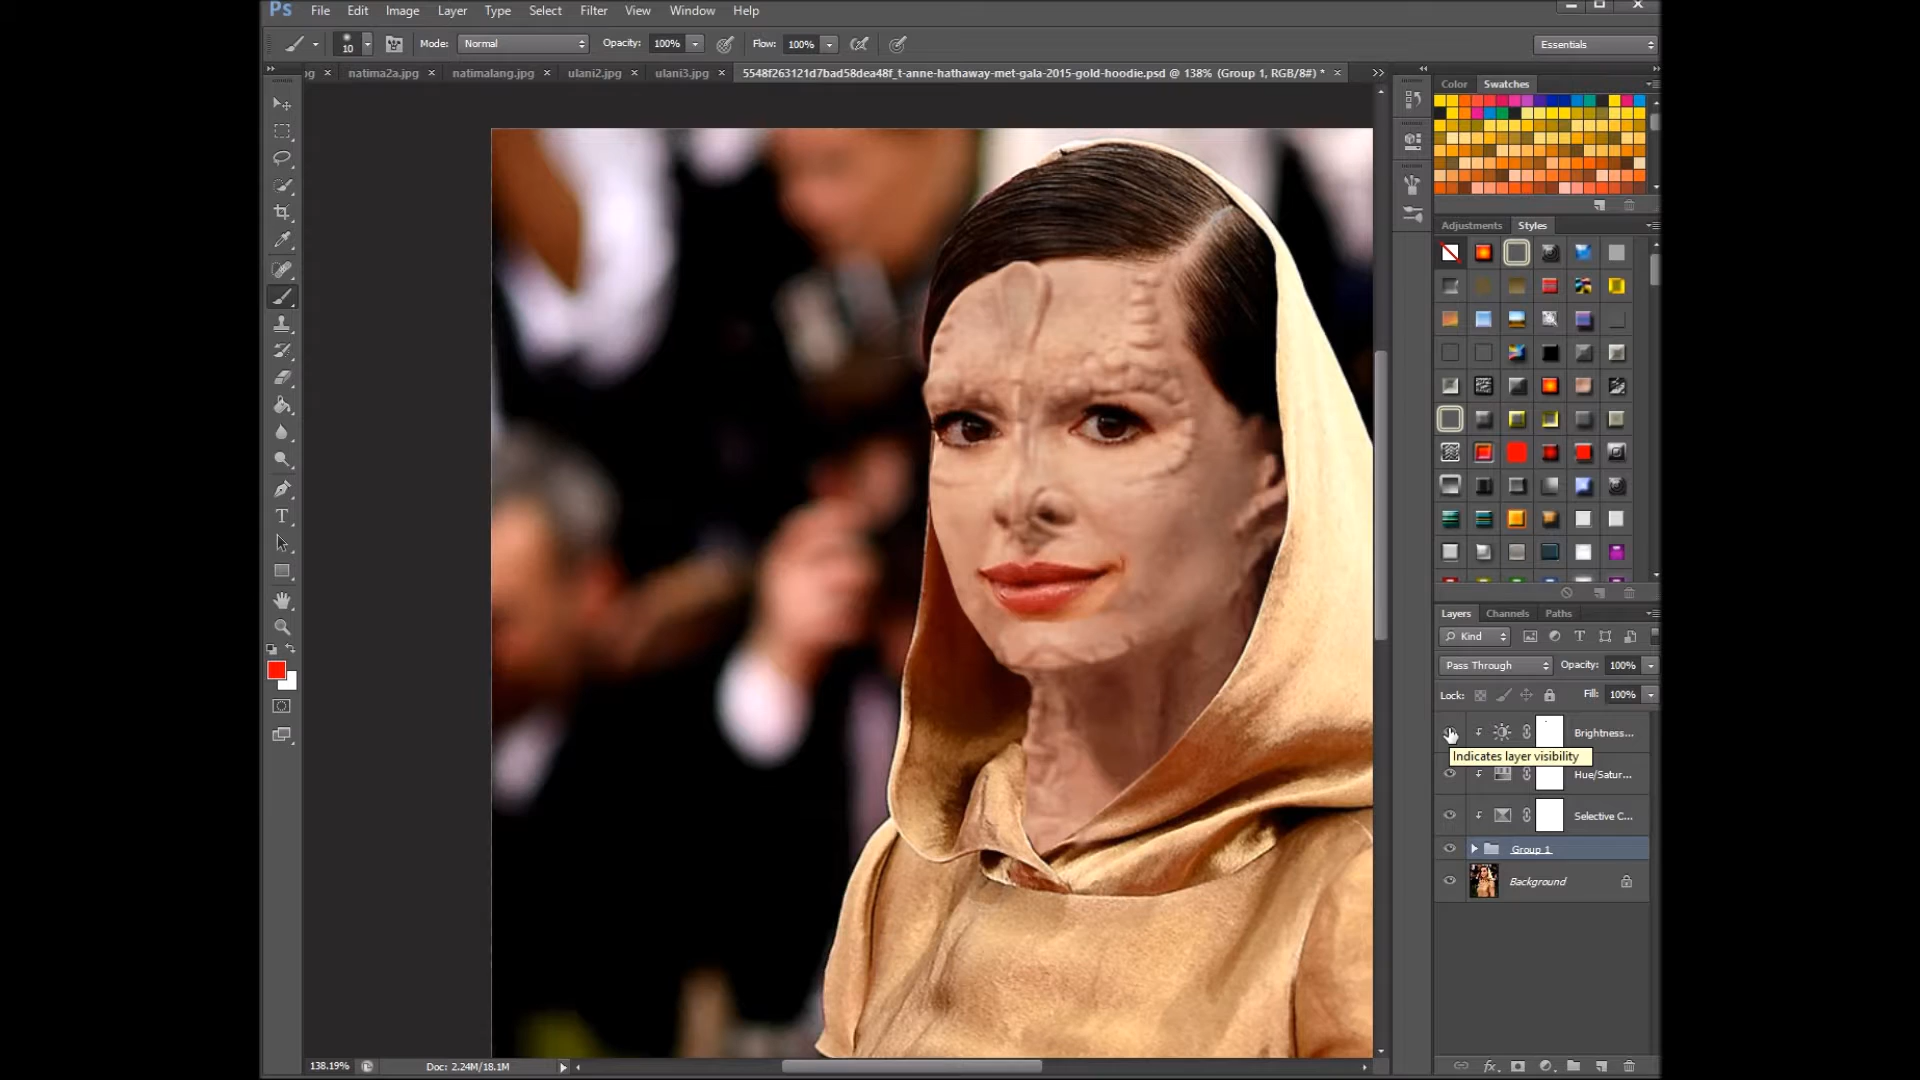 Ps File Edit Image Layer Type Select Filter View Window Help
10 Mode: Normal Opacity: 100% Flow: 100% Essentials
natima2a.jpg × natimalang.jpg × ulani2.jpg × ulani3.jpg × 5548f263121d7bad58dea48f_t-anne-hathaway-met-gala-2015-gold-hoodie.psd @ 138% (Group 1, RGB/8#) * ×
Color Swatches
Adjustments Styles
Layers Channels Paths
Kind
Pass Through Opacity: 100%
Lock: Fill: 100%
Brightness...
Indicates layer visibility
Hue/Satur...
Selective C...
Group 1
Background
138.19% Doc: 2.24M/18.1M